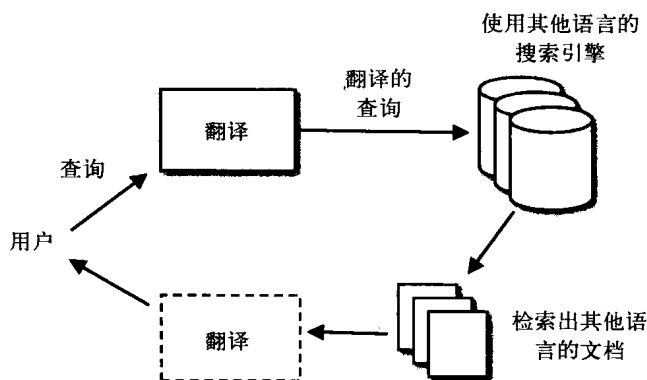 使用其他语言的
搜索引擎
翻译的
查询
翻译
查询
用户
翻译
检索出其他语
言的文档